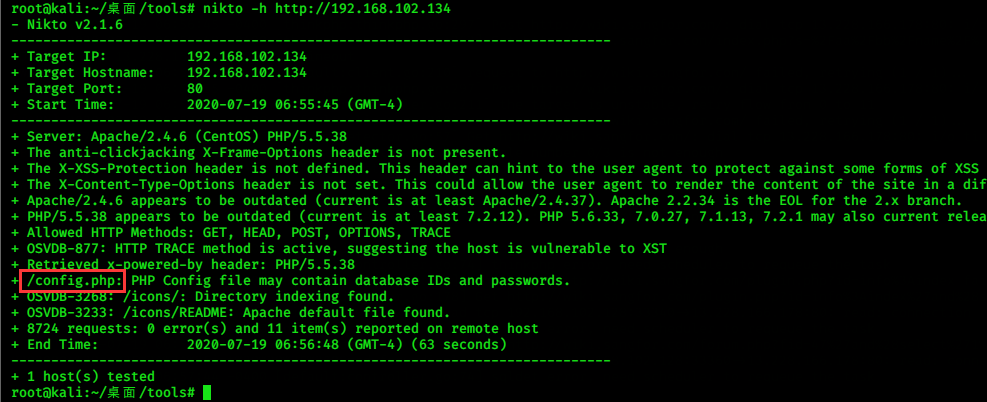 root@kali:~/桌面/tools# nikto -h http://192.168.102.134
- Nikto v2.1.6
---------------------------------------------------------------------------
+ Target IP:          192.168.102.134
+ Target Hostname:    192.168.102.134
+ Target Port:        80
+ Start Time:         2020-07-19 06:55:45 (GMT-4)
---------------------------------------------------------------------------
+ Server: Apache/2.4.6 (CentOS) PHP/5.5.38
+ The anti-clickjacking X-Frame-Options header is not present.
+ The X-XSS-Protection header is not defined. This header can hint to the user agent to protect against some forms of XSS
+ The X-Content-Type-Options header is not set. This could allow the user agent to render the content of the site in a dif
+ Apache/2.4.6 appears to be outdated (current is at least Apache/2.4.37). Apache 2.2.34 is the EOL for the 2.x branch.
+ PHP/5.5.38 appears to be outdated (current is at least 7.2.12). PHP 5.6.33, 7.0.27, 7.1.13, 7.2.1 may also current relea
+ Allowed HTTP Methods: GET, HEAD, POST, OPTIONS, TRACE
+ OSVDB-877: HTTP TRACE method is active, suggesting the host is vulnerable to XST
+ Retrieved x-powered-by header: PHP/5.5.38
+ /config.php: PHP Config file may contain database IDs and passwords.
+ OSVDB-3268: /icons/: Directory indexing found.
+ OSVDB-3233: /icons/README: Apache default file found.
+ 8724 requests: 0 error(s) and 11 item(s) reported on remote host
+ End Time:           2020-07-19 06:56:48 (GMT-4) (63 seconds)
---------------------------------------------------------------------------
+ 1 host(s) tested
root@kali:~/桌面/tools#